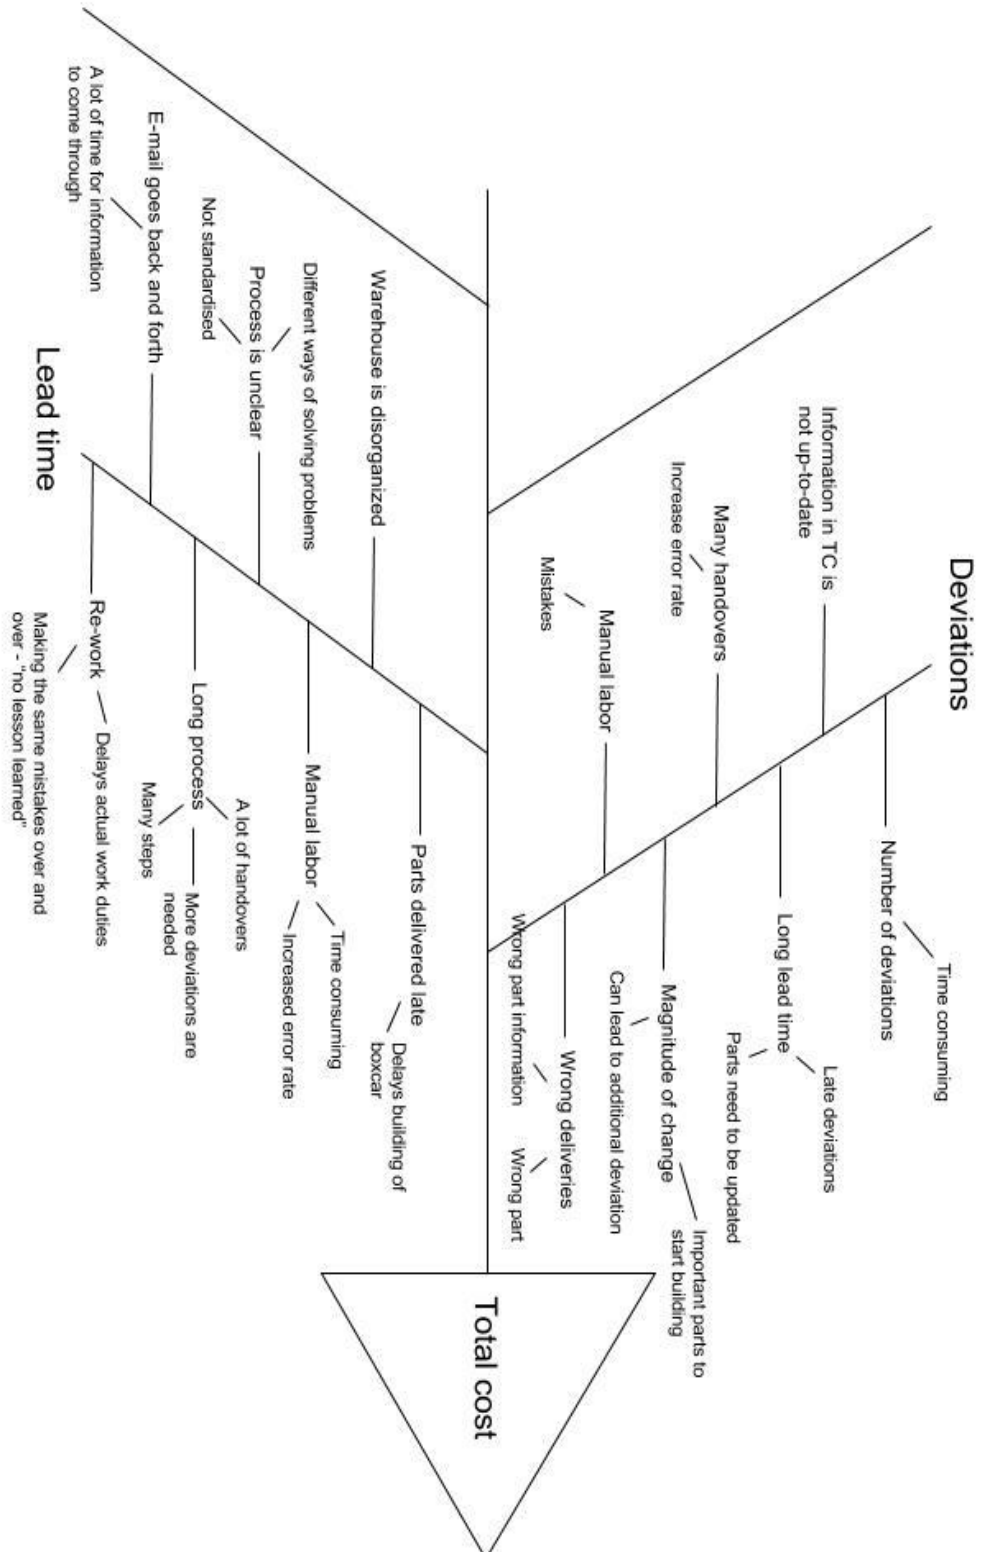 Deviations
Number of deviations
Time consuming
Information in TC is
not up-to-date
Long lead time
Late deviations
Parts need to be updated
Many handovers
Increase error rate
Magnitude of change
Important parts to
start building
Can lead to additional deviation
Manual labor
Mistakes
Wrong deliveries
Wrong part information
Wrong part
Total cost
Warehouse is disorganized
Parts delivered late
Delays building of
boxcar
Different ways of solving problems
Process is unclear
Not standardised
Manual labor
Time consuming
Increased error rate
E-mail goes back and forth
A lot of time for information
to come through
Long process
A lot of handovers
More deviations are
needed
Many steps
Re-work
Delays actual work duties
Making the same mistakes over and
over - "no lesson learned"
Lead time